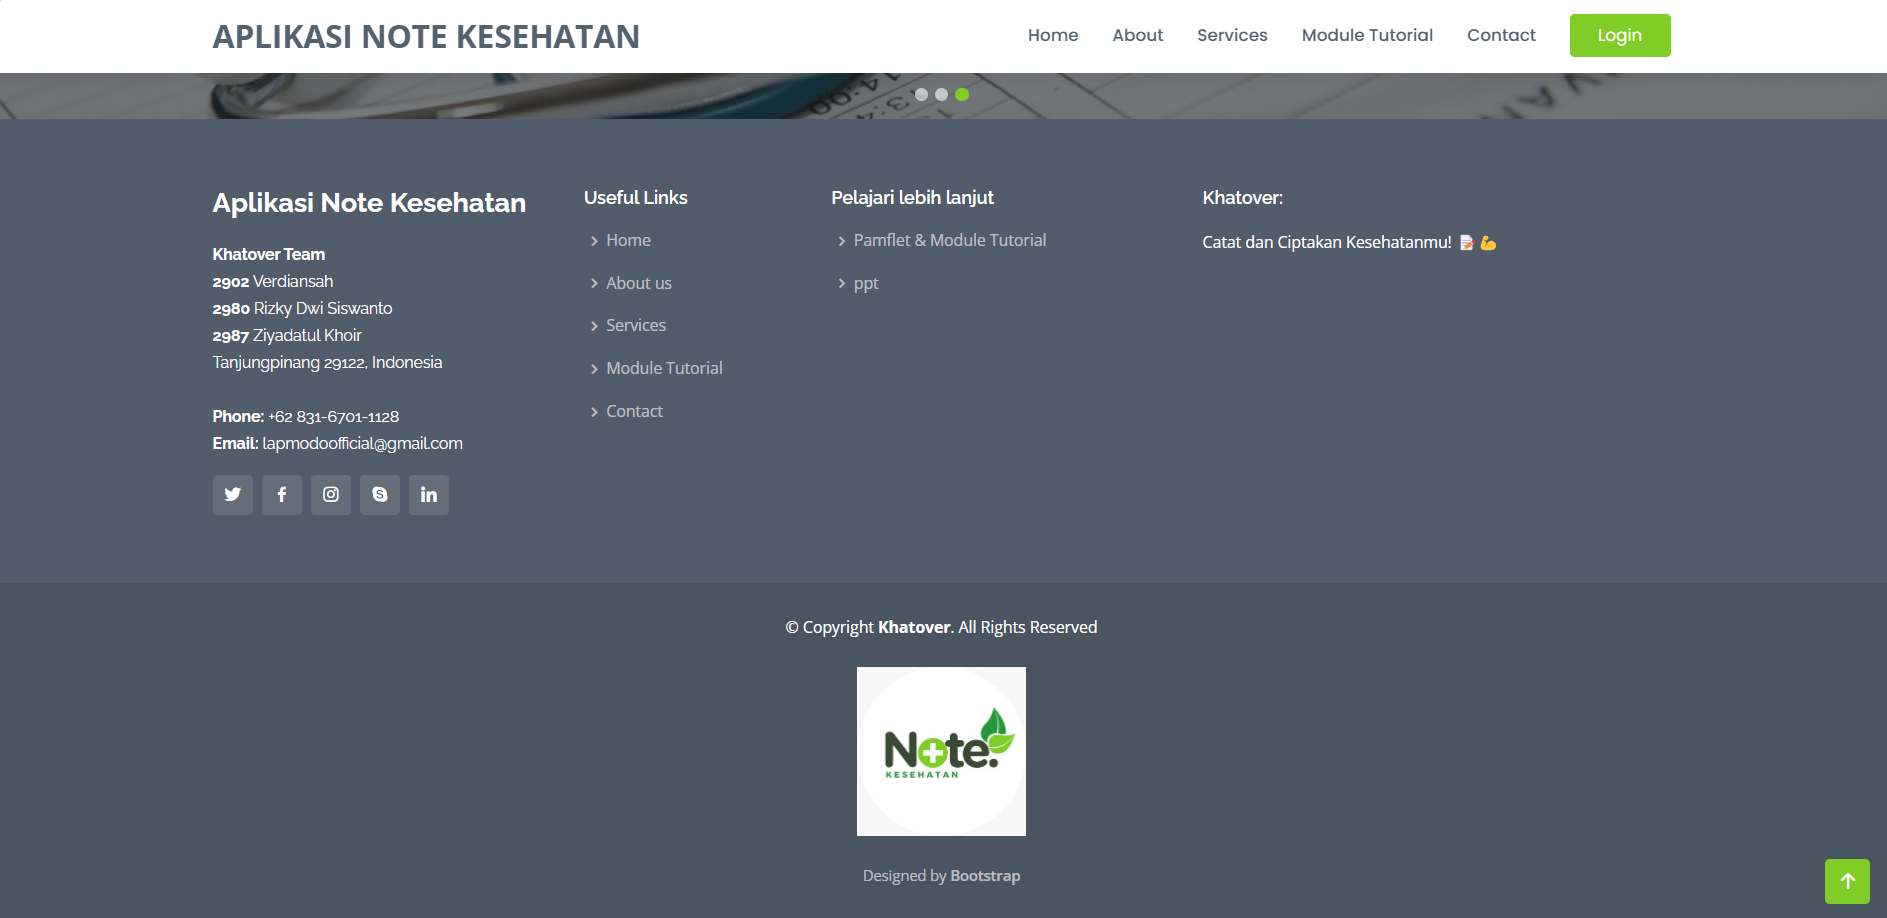 APLIKASI NOTE KESEHATAN
Home About Services Module Tutorial Contact Login
Aplikasi Note Kesehatan
Khatover Team
2902 Verdiansah
2980 Rizky Dwi Siswanto
2987 Ziyadatul Khoir
Tanjungpinang 29122, Indonesia
Phone: +62 831-6701-1128
Email: lapmodoofficial@gmail.com
Useful Links
Home
About us
Services
Module Tutorial
Contact
Pelajari lebih lanjut
Pamflet & Module Tutorial
ppt
Khatover:
Catat dan Ciptakan Kesehatanmu! 📝💪
© Copyright Khatover. All Rights Reserved
Note.
KESEHATAN
Designed by Bootstrap